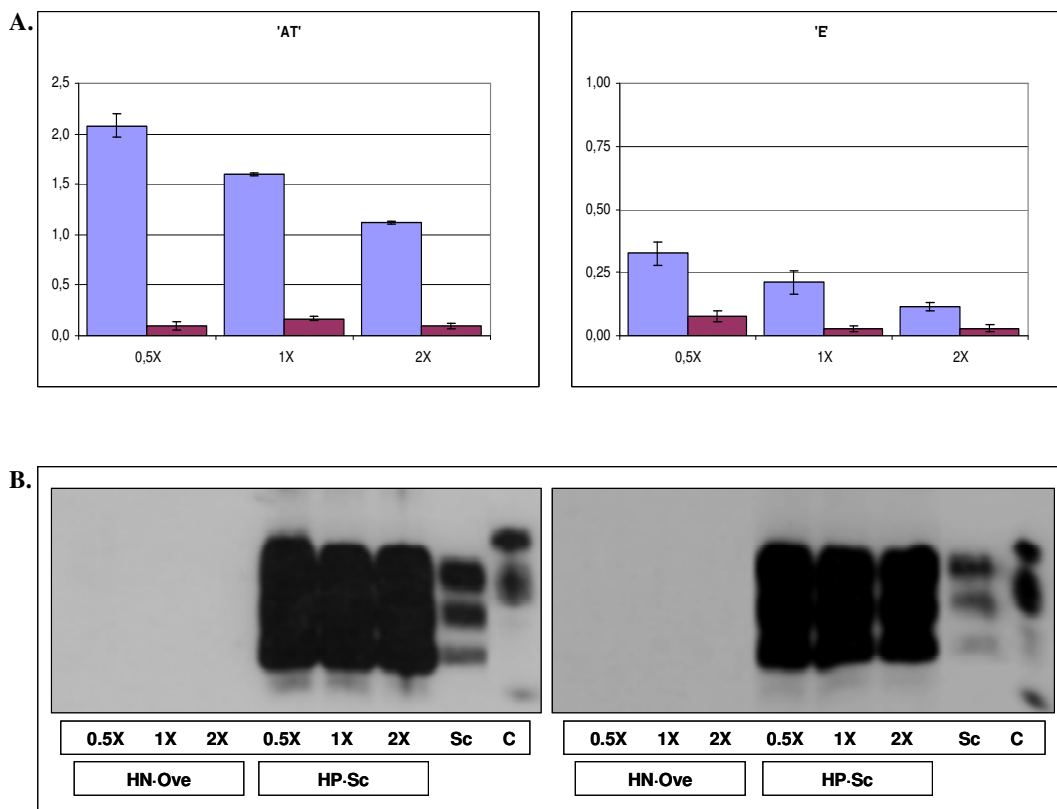 A.
'AT'
2,5
2,0
1,5
1,0
0,5
0,0
0,5X 1X 2X
'E'
1,00
0,75
0,50
0,25
0,00
0,5X 1X 2X
B.
0.5X 1X 2X 0.5X 1X 2X Sc C
HN-Ove HP-Sc
0.5X 1X 2X 0.5X 1X 2X Sc C
HN-Ove HP-Sc